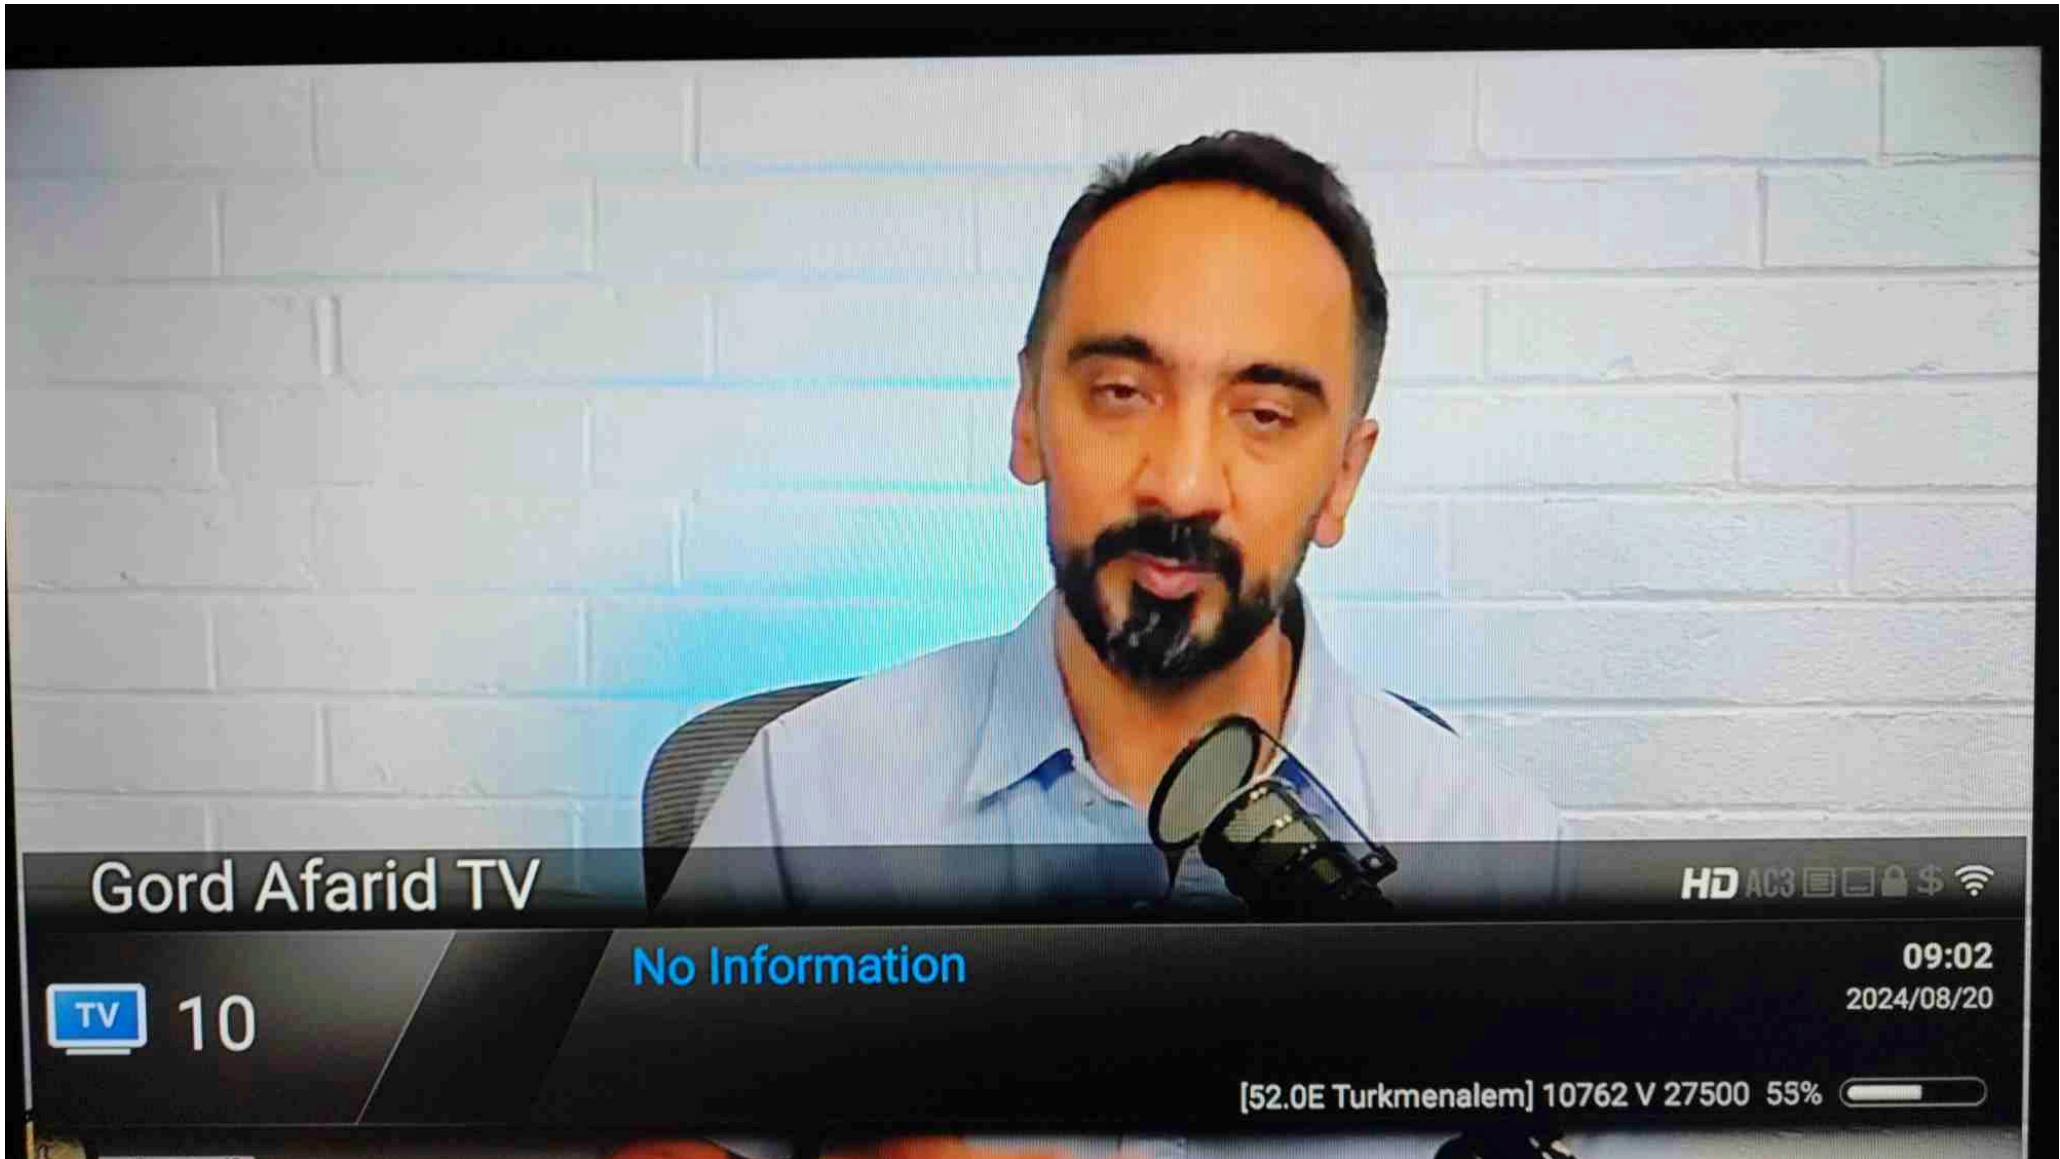 Gord Afarid TV
HD AC3 $
TV 10
No Information
09:02
2024/08/20
[52.0E Turkmenalem] 10762 V 27500 55%